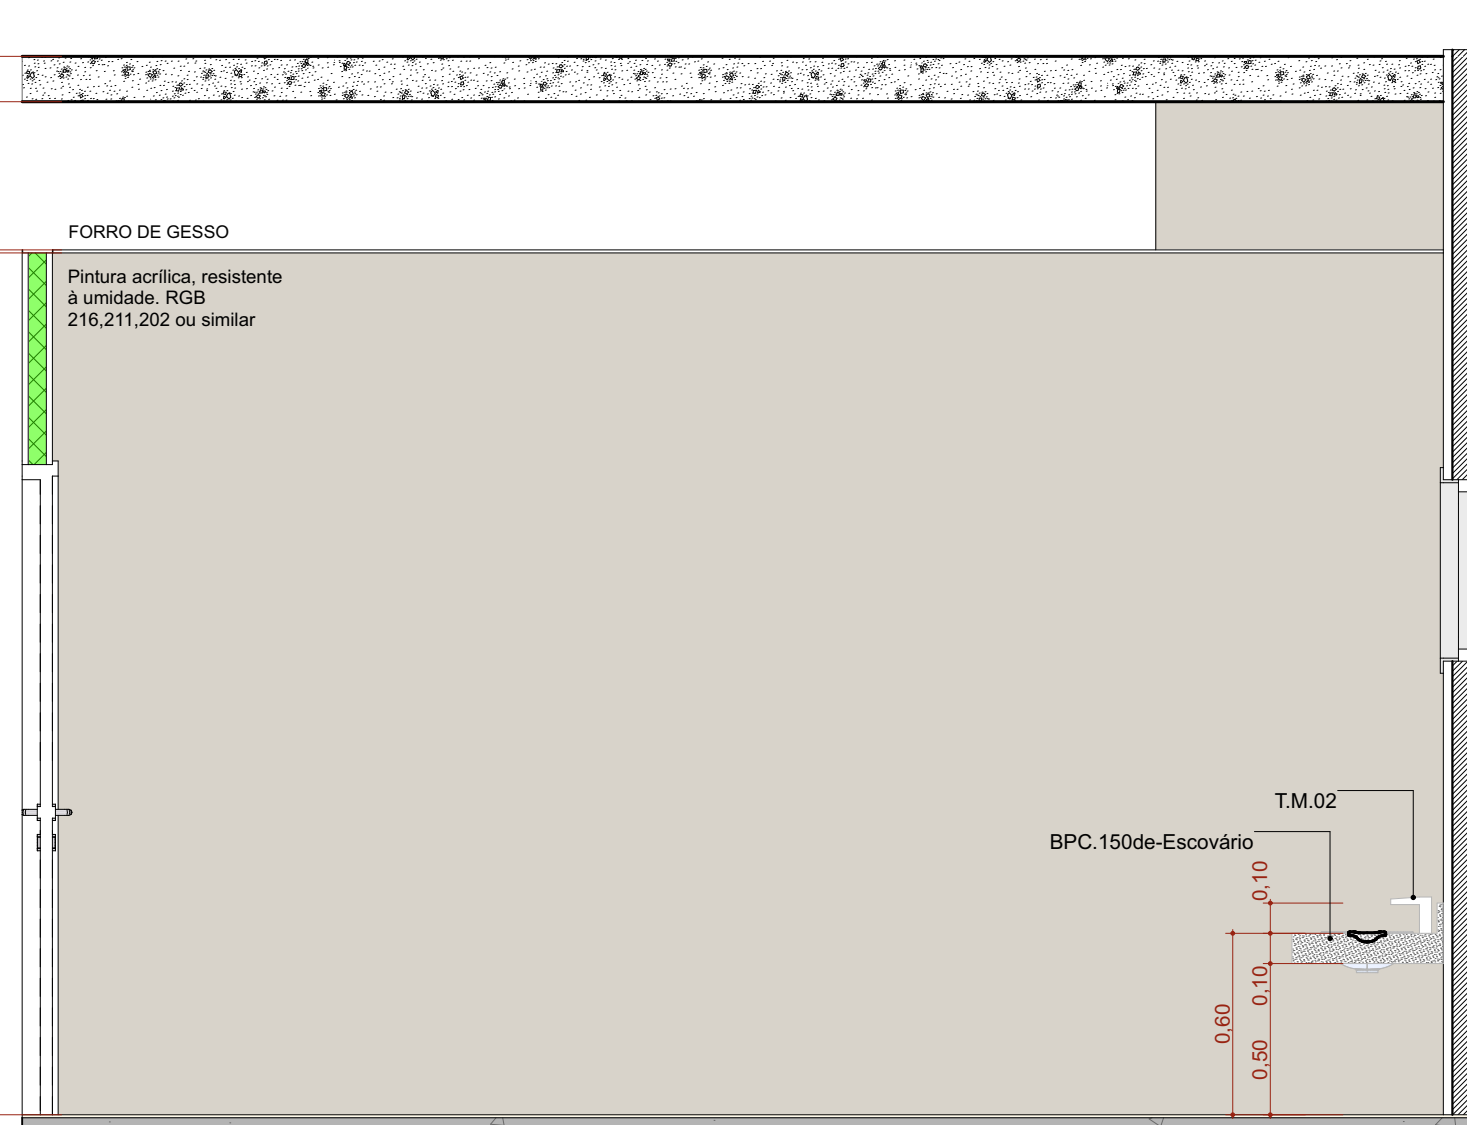 FORRO DE GESSO
Pintura acrílica, resistente
à umidade. RGB
216,211,202 ou similar
T.M.02
BPC.150de-Escovário
0,10
0,10
0,60
0,50